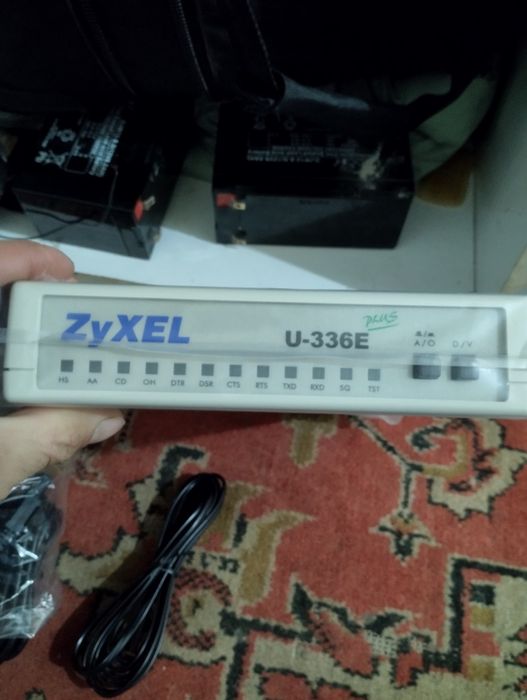 ZyXEL
U-336E
PLUS
A/O D/V
HS AA CD OH DTR DSR CTS RTS TXD RXD SQ TST